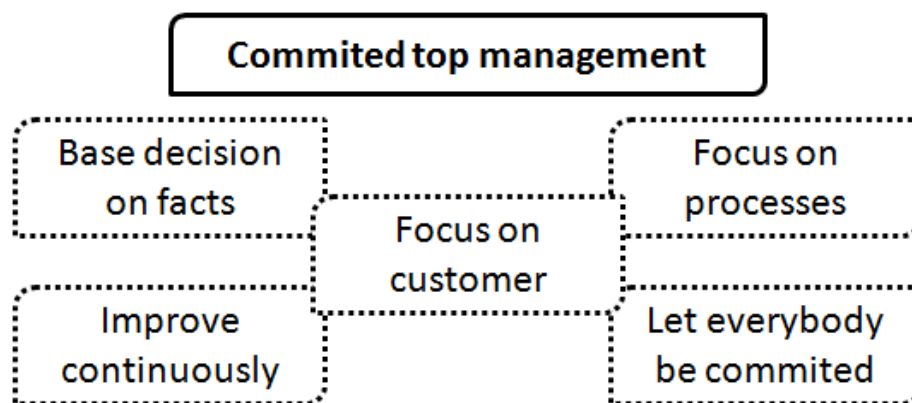 Commited top management
Base decision
on facts
Focus on
processes
Focus on
customer
Improve
continuously
Let everybody
be commited